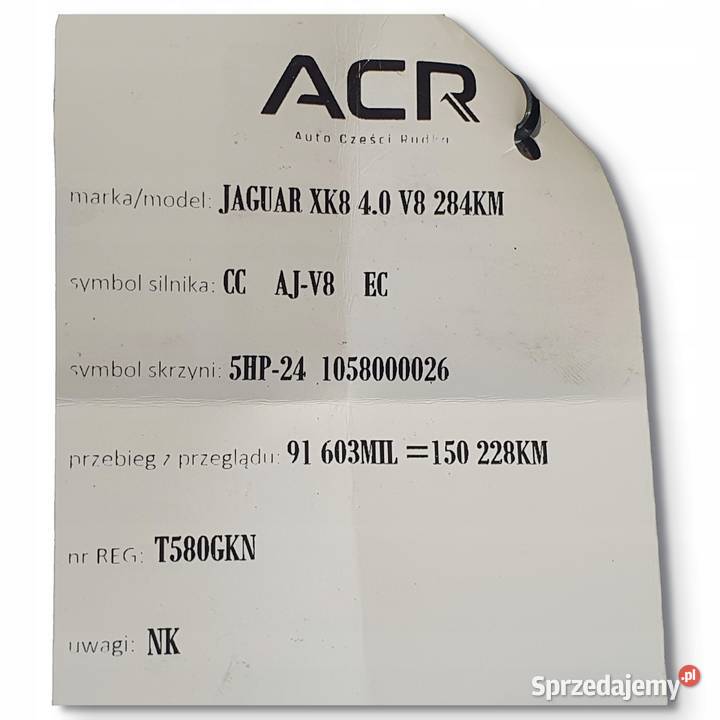 ACR
Auto Części Rudka
marka/model: JAGUAR XK8 4.0 V8 284KM
symbol silnika: CC AJ-V8 EC
symbol skrzyni: 5HP-24 1058000026
przebieg z przeglądu: 91 603MIL =150 228KM
nr REG: T580GKN
uwagi: NK
Sprzedajemy.pl